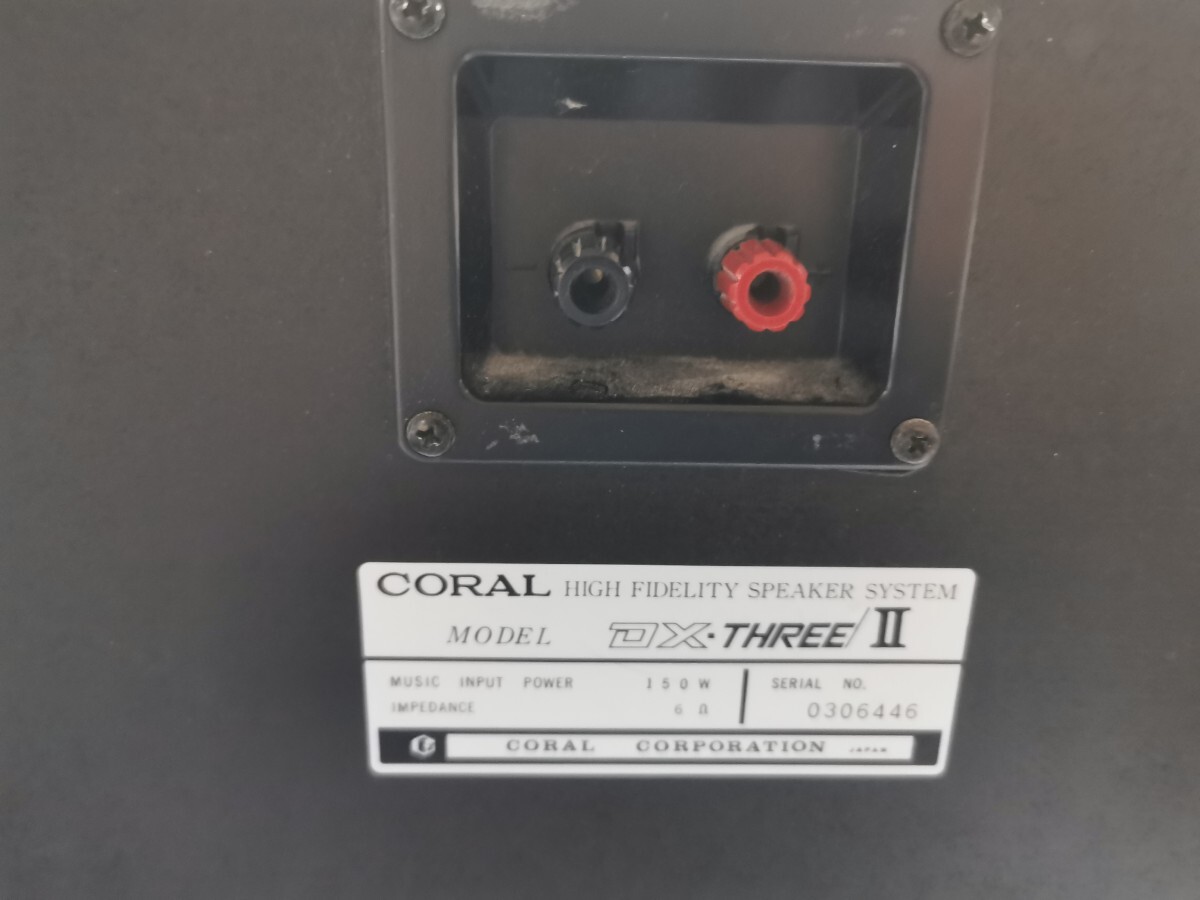 CORAL HIGH FIDELITY SPEAKER SYSTEM
MODEL DX·THREE/II
MUSIC INPUT POWER 150W
IMPEDANCE 6 Ω
SERIAL NO.
0306446
CORAL CORPORATION JAPAN